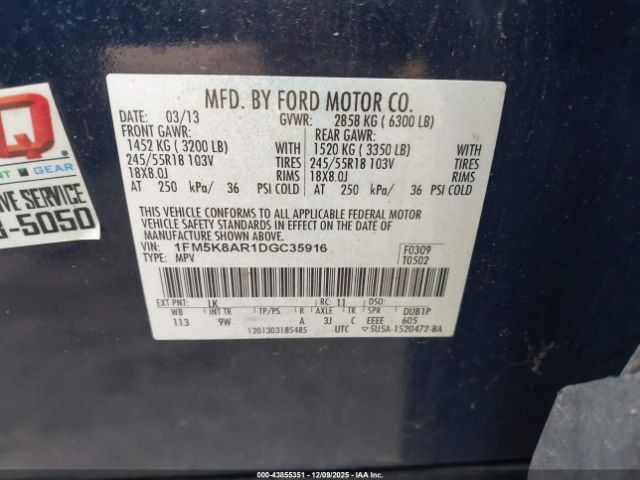 MFD. BY FORD MOTOR CO.
DATE: 03/13 GVWR: 2858 KG ( 6300 LB)
FRONT GAWR: REAR GAWR:
1452 KG ( 3200 LB) WITH 1520 KG ( 3350 LB) WITH
245/55R18 103V TIRES 245/55R18 103V TIRES
18X8.0J RIMS 18X8.0J RIMS
AT 250 kPa/ 36 PSI COLD AT 250 kPa/ 36 PSI COLD
THIS VEHICLE CONFORMS TO ALL APPLICABLE FEDERAL MOTOR
VEHICLE SAFETY STANDARDS IN EFFECT ON THE DATE OF MANUFACTURE
SHOWN ABOVE.
VIN: 1FM5K8AR1DGC35916 F0309
TYPE: MPV T0502
EXT PNT: LK RC: 11 DSO:
WB INT TR TP/PS R AXLE TR SPR DUB1P
113 9W A 3J C EEEE 605
1201303185485 UTC ▽5U5A-1520472-BA
Q
NT GEAR
IVE SERVICE
-5050
000-43855351 | 12/09/2025 | IAAI.COM